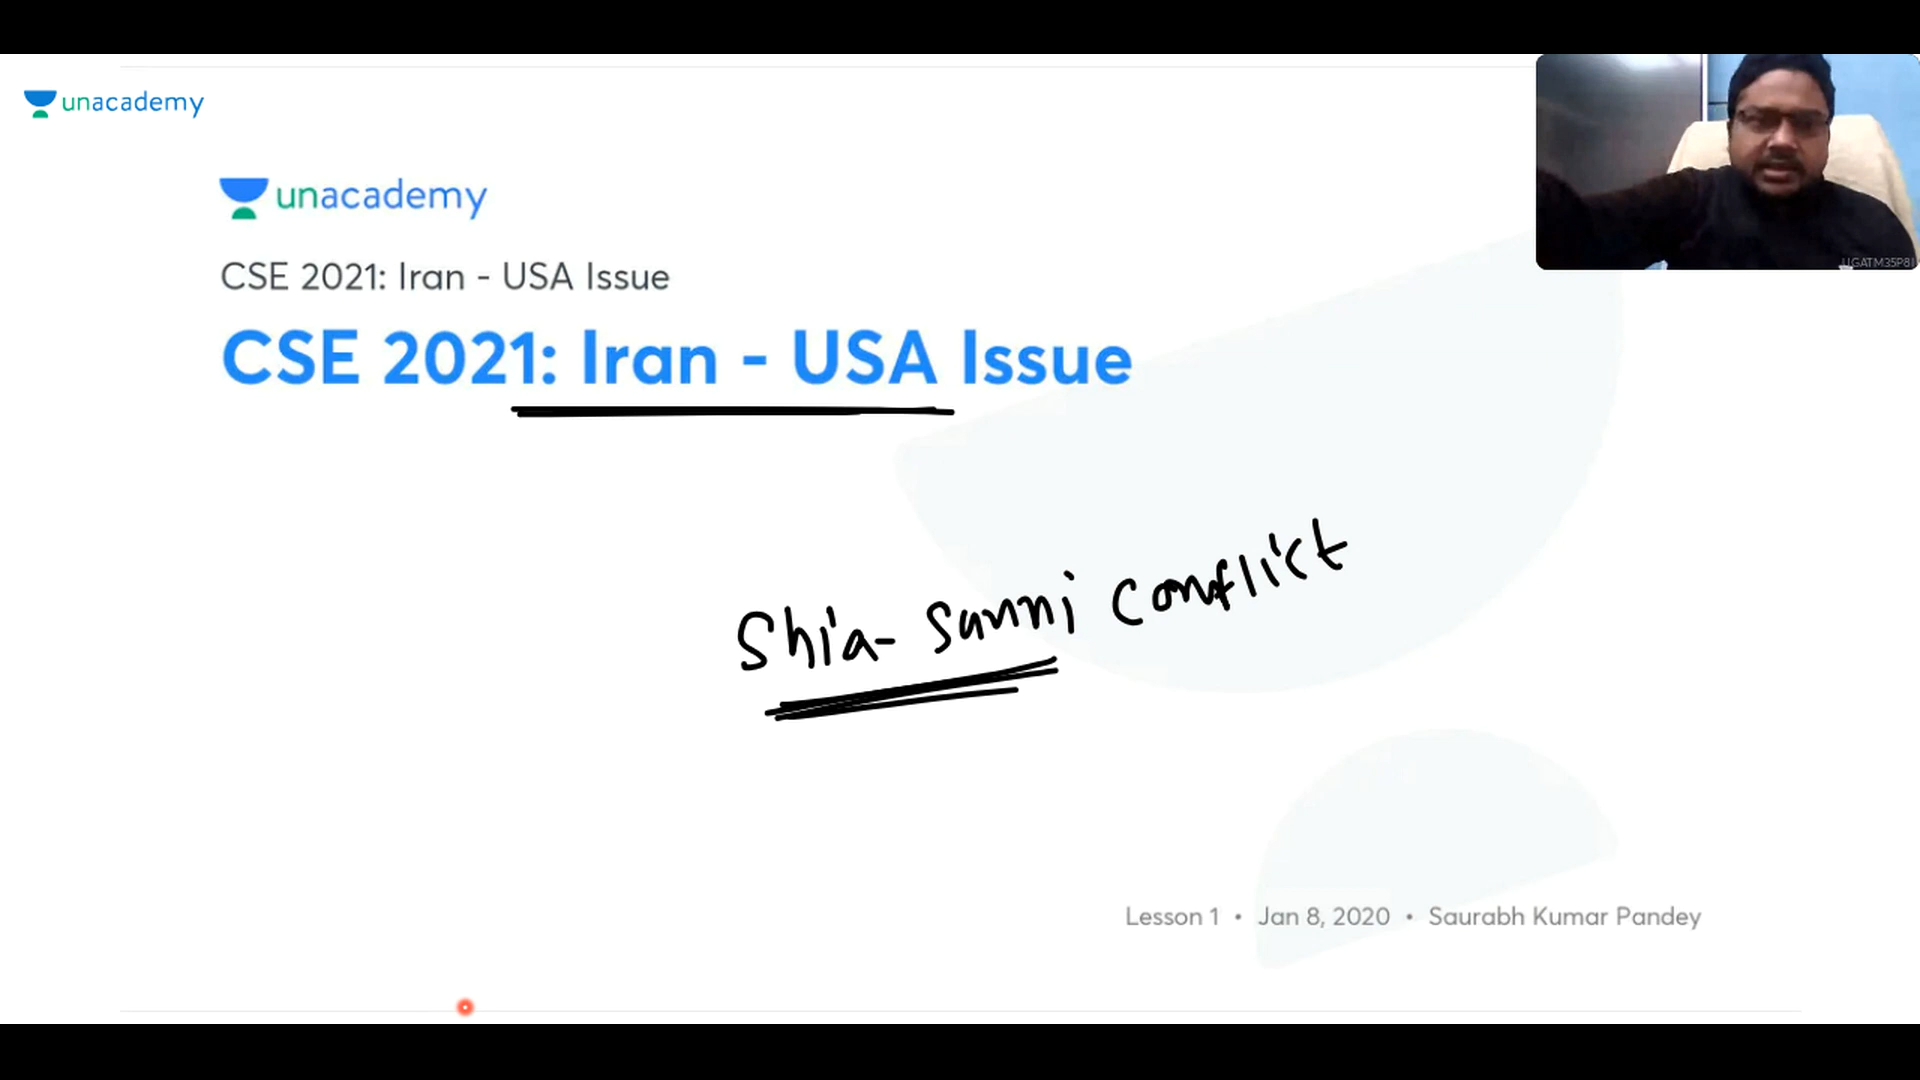 unacademy
unacademy
CSE 2021: Iran - USA Issue
CSE 2021: Iran - USA Issue
Shia- Sunni Conflict
Lesson 1 • Jan 8, 2020 • Saurabh Kumar Pandey